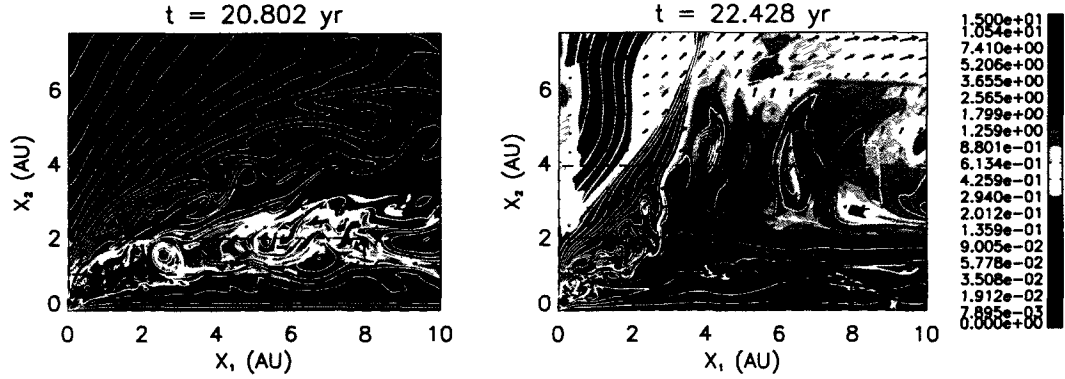 t = 20.802 yr
X₂ (AU)
6
4
2
0
0 2 4 6 8 10
X₁ (AU)
t = 22.428 yr
X₂ (AU)
6
4
2
0
0 2 4 6 8 10
X₁ (AU)
1.500e+01
1.054e+01
7.410e+00
5.206e+00
3.655e+00
2.565e+00
1.799e+00
1.259e+00
8.801e-01
6.134e-01
4.259e-01
2.940e-01
2.012e-01
1.359e-01
9.005e-02
5.778e-02
3.508e-02
1.912e-02
7.895e-03
0.000e+00